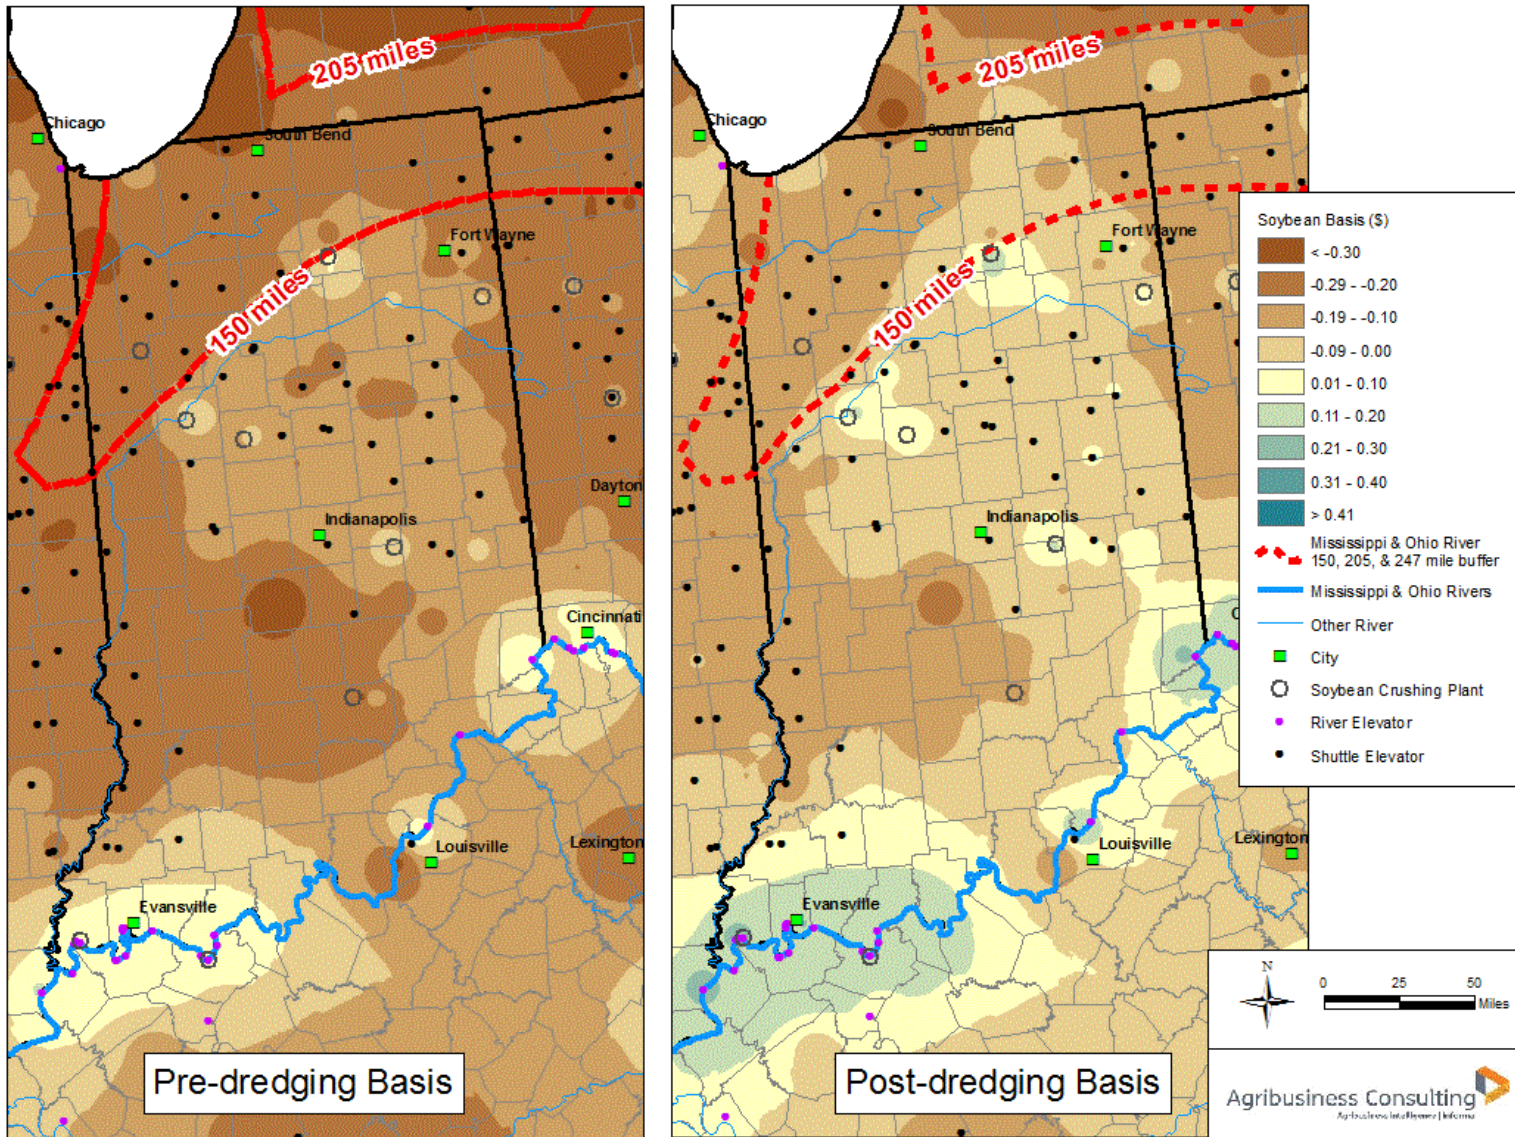 205 miles
Chicago
South Bend
Fort Wayne
150 miles
Dayton
Indianapolis
Cincinnati
Louisville
Lexington
Evansville
Pre-dredging Basis
205 miles
Chicago
South Bend
Fort Wayne
150 miles
Indianapolis
Louisville
Lexington
Evansville
Post-dredging Basis
Soybean Basis ($)
< -0.30
-0.29 - -0.20
-0.19 - -0.10
-0.09 - 0.00
0.01 - 0.10
0.11 - 0.20
0.21 - 0.30
0.31 - 0.40
> 0.41
Mississippi & Ohio River
150, 205, & 247 mile buffer
Mississippi & Ohio Rivers
Other River
City
Soybean Crushing Plant
River Elevator
Shuttle Elevator
N
0 25 50
Miles
Agribusiness Consulting
Agribusiness Intelligence | Informa